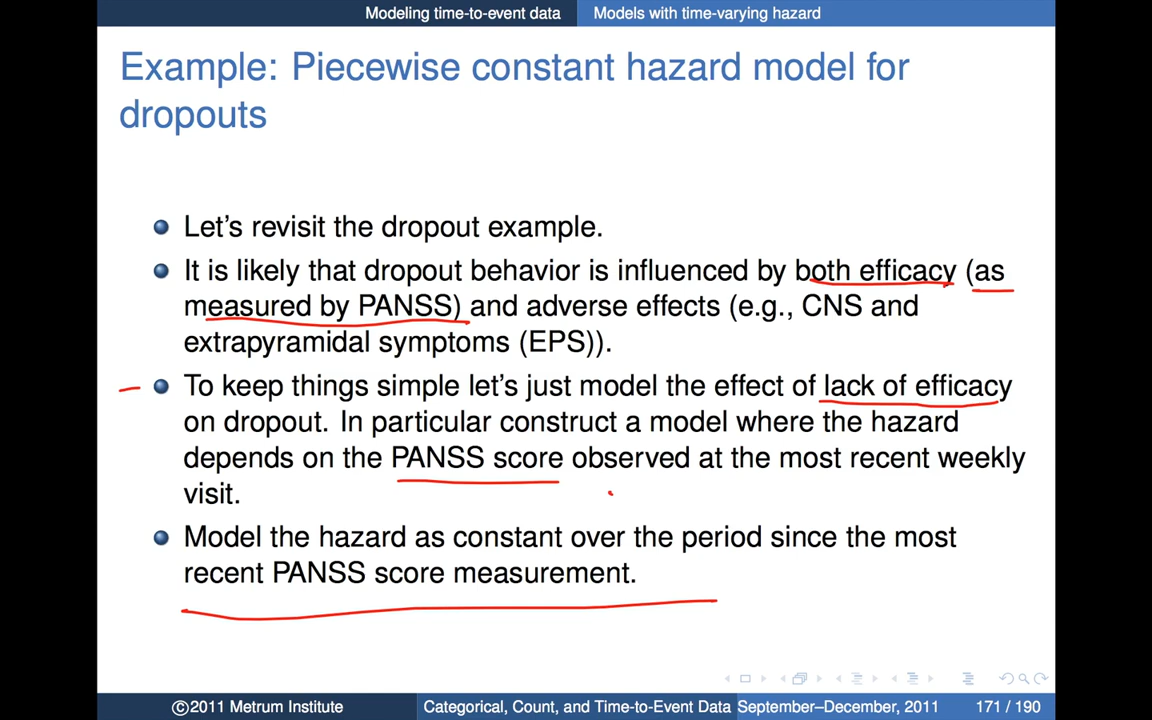 Modeling time-to-event data Models with time-varying hazard
Example: Piecewise constant hazard model for
dropouts
Let's revisit the dropout example.
It is likely that dropout behavior is influenced by both efficacy (as
measured by PANSS) and adverse effects (e.g., CNS and
extrapyramidal symptoms (EPS)).
To keep things simple let's just model the effect of lack of efficacy
on dropout. In particular construct a model where the hazard
depends on the PANSS score observed at the most recent weekly
visit.
Model the hazard as constant over the period since the most
recent PANSS score measurement.
©2011 Metrum Institute Categorical, Count, and Time-to-Event Data September–December, 2011 171 / 190